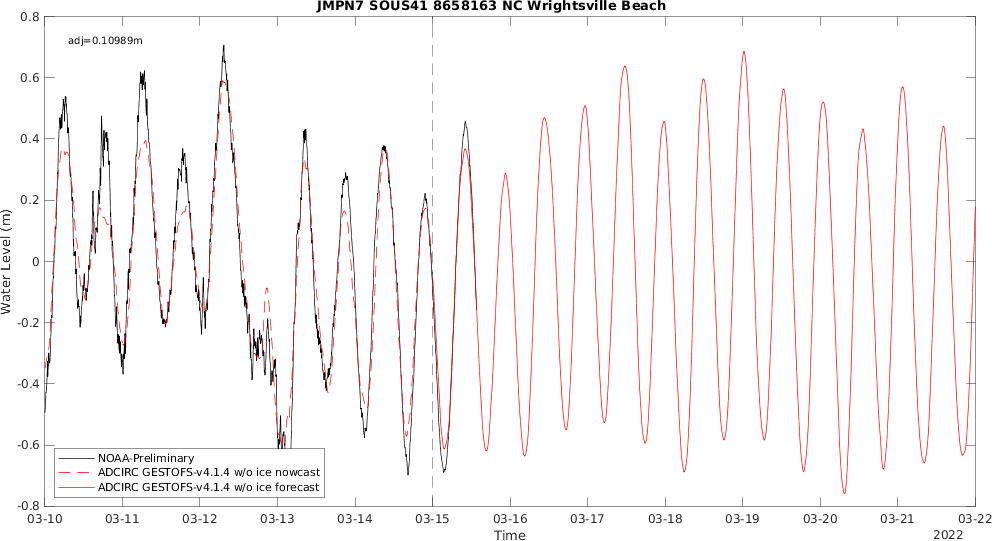 JMPN7 SOUS41 8658163 NC Wrightsville Beach
adj=0.10989m
0.8
0.6
0.4
0.2
0
-0.2
-0.4
-0.6
-0.8
Water Level (m)
NOAA-Preliminary
ADCIRC GESTOFS-v4.1.4 w/o ice nowcast
ADCIRC GESTOFS-v4.1.4 w/o ice forecast
03-10 03-11 03-12 03-13 03-14 03-15 03-16 03-17 03-18 03-19 03-20 03-21 03-22
Time
2022